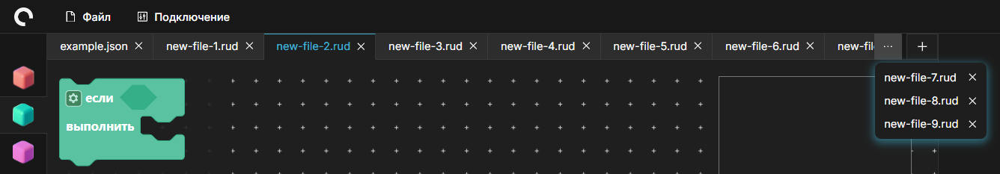 Файл Подключение
example.json new-file-1.rud new-file-2.rud new-file-3.rud new-file-4.rud new-file-5.rud new-file-6.rud new-fil ...
new-file-7.rud
new-file-8.rud
new-file-9.rud
если
выполнить